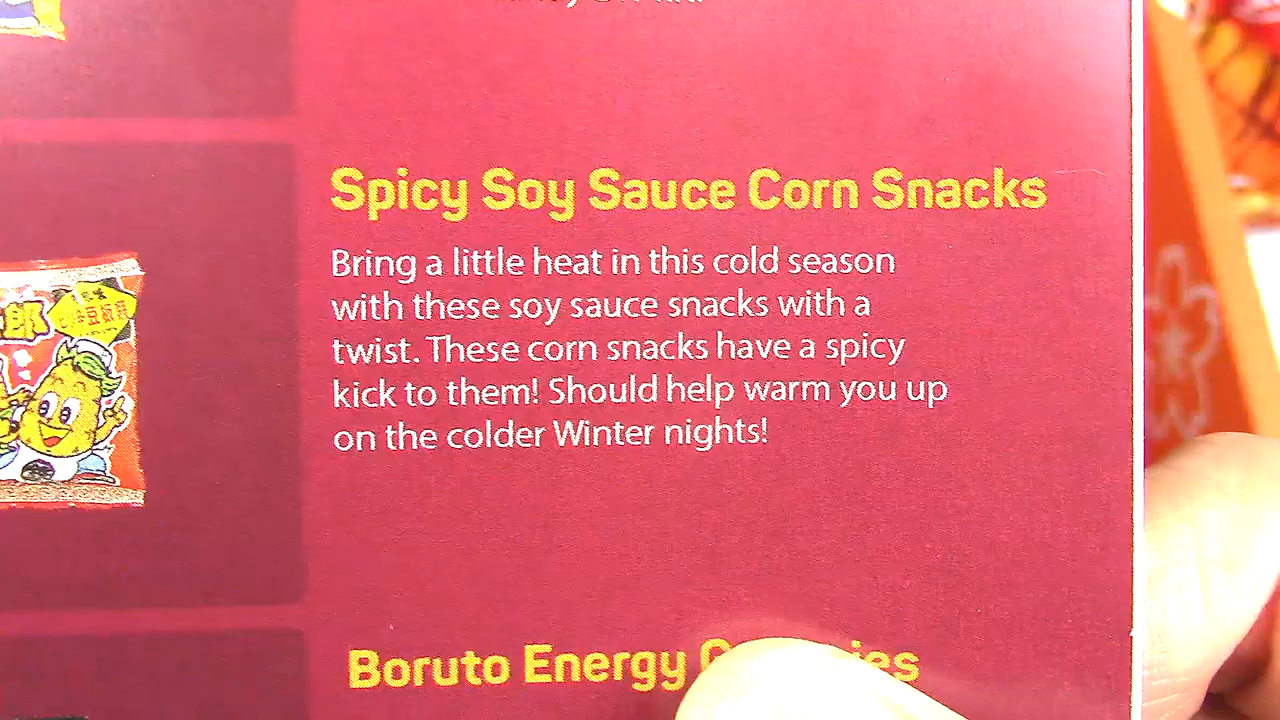 Spicy Soy Sauce Corn Snacks
Bring a little heat in this cold season
with these soy sauce snacks with a
twist. These corn snacks have a spicy
kick to them! Should help warm you up
on the colder Winter nights!
Boruto Energy